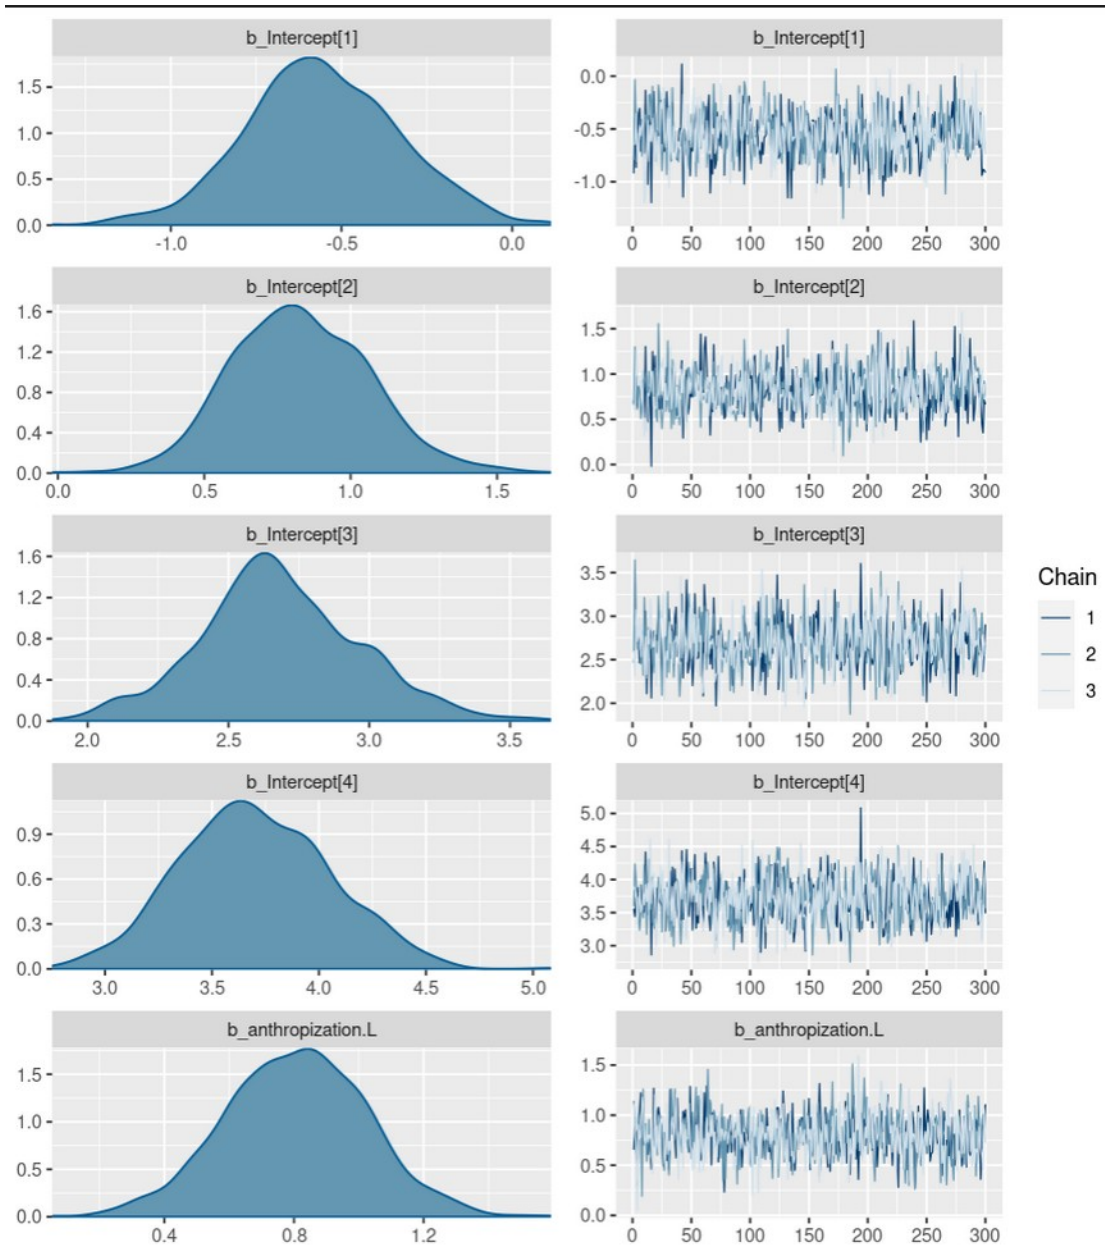 b_Intercept[1]
1.5
1.0
0.5
0.0
-1.0 -0.5 0.0
b_Intercept[1]
0.0
-0.5
-1.0
0 50 100 150 200 250 300
b_Intercept[2]
1.6
1.2
0.8
0.4
0.0
0.0 0.5 1.0 1.5
b_Intercept[2]
1.5
1.0
0.5
0.0
0 50 100 150 200 250 300
b_Intercept[3]
1.6
1.2
0.8
0.4
0.0
2.0 2.5 3.0 3.5
b_Intercept[3]
3.5
3.0
2.5
2.0
0 50 100 150 200 250 300
b_Intercept[4]
0.9
0.6
0.3
0.0
3.0 3.5 4.0 4.5 5.0
b_Intercept[4]
5.0
4.5
4.0
3.5
3.0
0 50 100 150 200 250 300
b_anthropization.L
1.5
1.0
0.5
0.0
0.4 0.8 1.2
b_anthropization.L
1.5
1.0
0.5
0.0
0 50 100 150 200 250 300
Chain
1
2
3